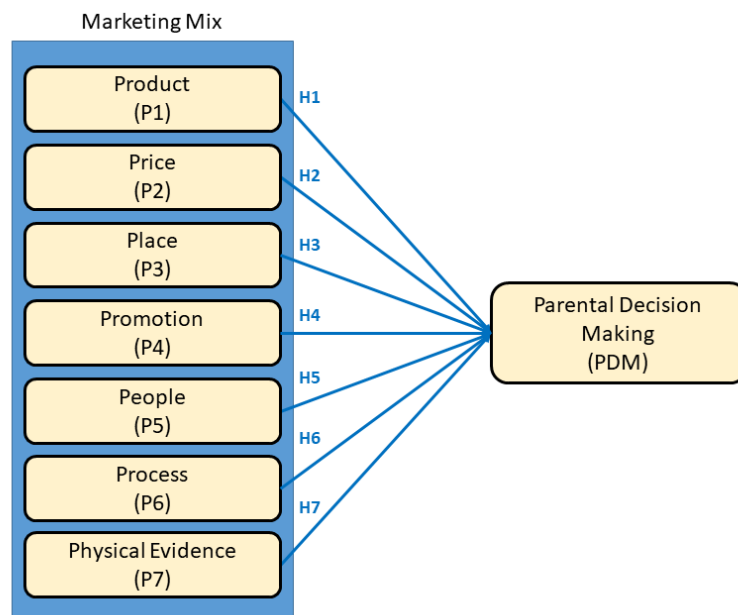 Marketing Mix
Product
(P1)
H1
Price
(P2)
H2
Place
(P3)
H3
Promotion
(P4)
H4
People
(P5)
H5
Process
(P6)
H6
Physical Evidence
(P7)
H7
Parental Decision
Making
(PDM)